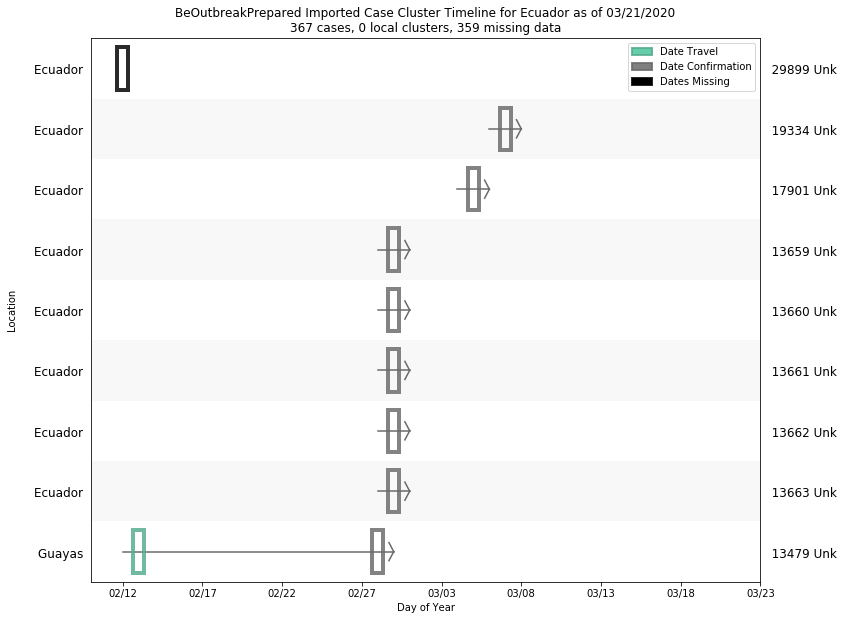 BeOutbreakPrepared Imported Case Cluster Timeline for Ecuador as of 03/21/2020
367 cases, 0 local clusters, 359 missing data
Date Travel
Date Confirmation
Dates Missing
Ecuador 29899 Unk
Ecuador 19334 Unk
Ecuador 17901 Unk
Ecuador 13659 Unk
Ecuador 13660 Unk
Ecuador 13661 Unk
Ecuador 13662 Unk
Ecuador 13663 Unk
Guayas 13479 Unk
Location
02/12 02/17 02/22 02/27 03/03 03/08 03/13 03/18 03/23
Day of Year